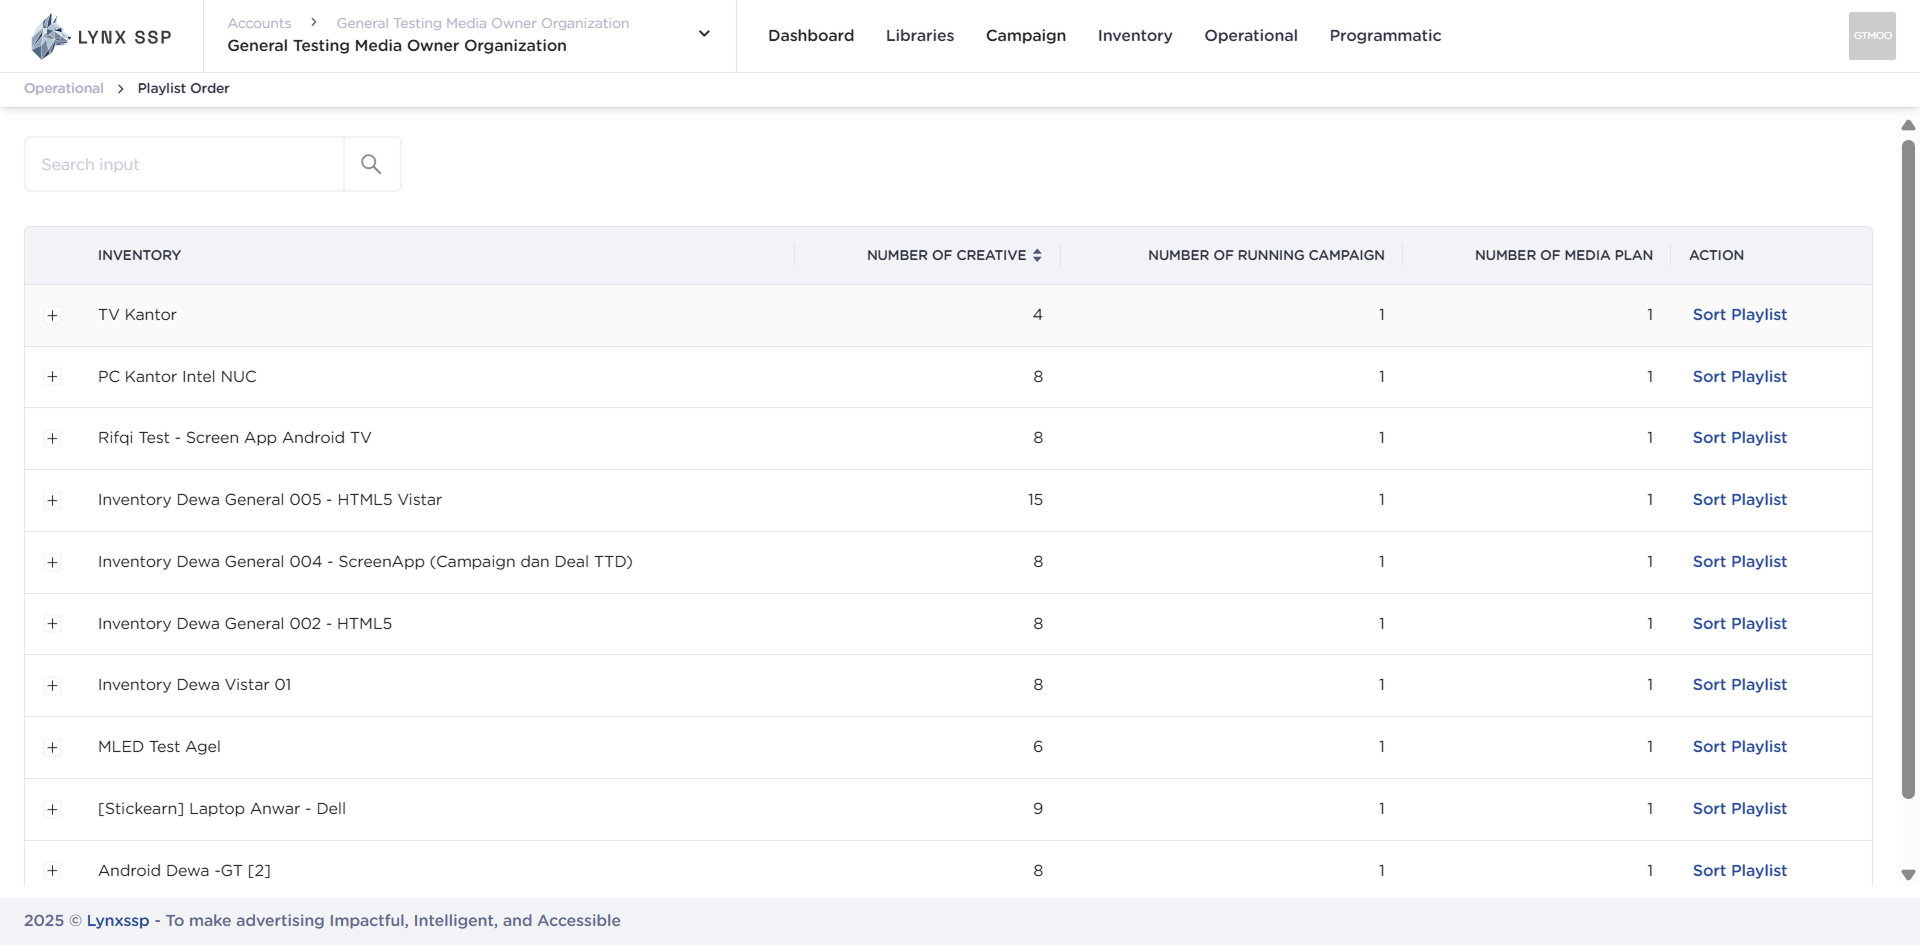 LYNX SSP
Accounts > General Testing Media Owner Organization
General Testing Media Owner Organization
Dashboard Libraries Campaign Inventory Operational Programmatic
GTMOO
Operational > Playlist Order
Search input
INVENTORY NUMBER OF CREATIVE NUMBER OF RUNNING CAMPAIGN NUMBER OF MEDIA PLAN ACTION
+ TV Kantor 4 1 1 Sort Playlist
+ PC Kantor Intel NUC 8 1 1 Sort Playlist
+ Rifqi Test - Screen App Android TV 8 1 1 Sort Playlist
+ Inventory Dewa General 005 - HTML5 Vistar 15 1 1 Sort Playlist
+ Inventory Dewa General 004 - ScreenApp (Campaign dan Deal TTD) 8 1 1 Sort Playlist
+ Inventory Dewa General 002 - HTML5 8 1 1 Sort Playlist
+ Inventory Dewa Vistar 01 8 1 1 Sort Playlist
+ MLED Test Agel 6 1 1 Sort Playlist
+ [Stickearn] Laptop Anwar - Dell 9 1 1 Sort Playlist
+ Android Dewa -GT [2] 8 1 1 Sort Playlist
2025 © Lynxssp - To make advertising Impactful, Intelligent, and Accessible